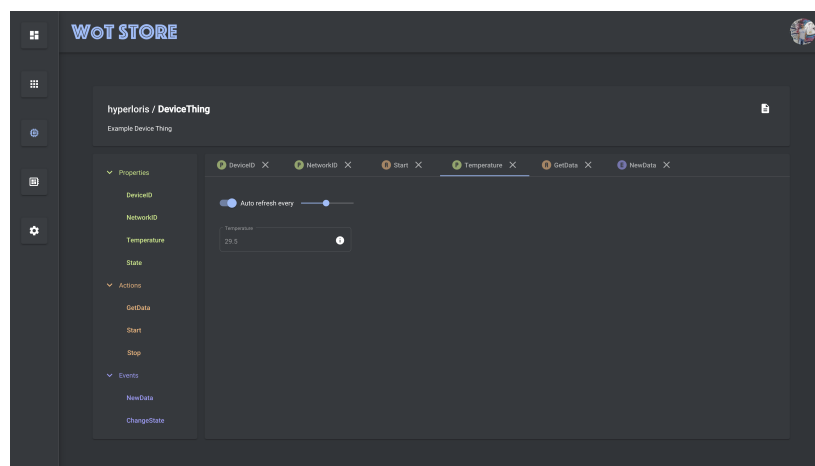 WoT STORE
hyperloris / DeviceThing
Example Device Thing
Properties
DeviceID
NetworkID
Temperature
State
Actions
GetData
Start
Stop
Events
NewData
ChangeState
P DeviceID
P NetworkID
Start
P Temperature
GetData
E NewData
Auto refresh every
Temperature
29.5